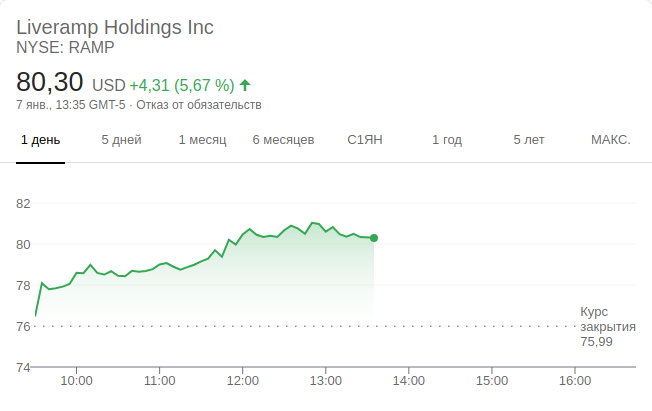 Liveramp Holdings Inc
NYSE: RAMP
80,30 USD +4,31 (5,67 %)
7 янв., 13:35 GMT-5 · Отказ от обязательств
1 день 5 дней 1 месяц 6 месяцев С1ЯН 1 год 5 лет МАКС.
82
80
78
76
74
Курс
закрытия
75,99
10:00 11:00 12:00 13:00 14:00 15:00 16:00